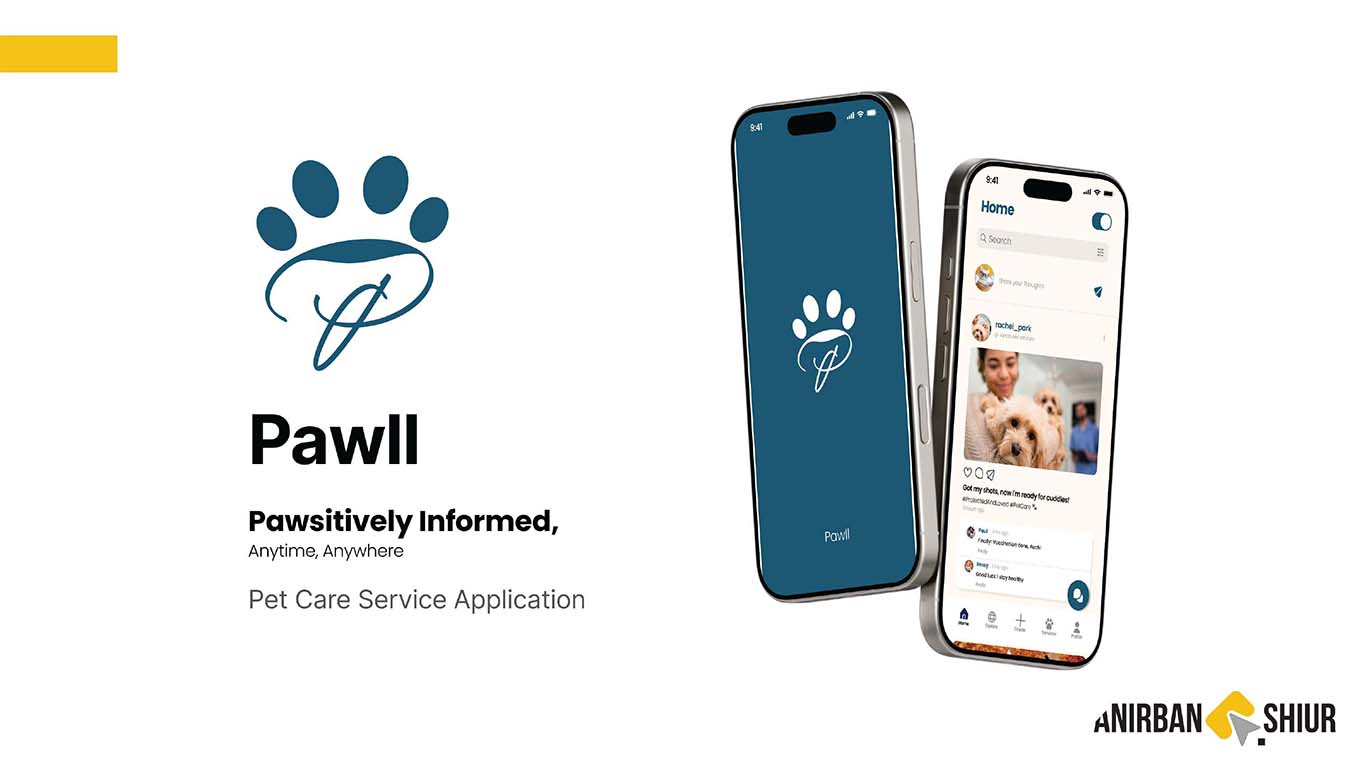 Pawll
Pawsitively Informed,
Anytime, Anywhere
Pet Care Service Application
9:41
Pawll
9:41
Home
Search
Share your thoughts
rachel_park
Got my shots, now I'm ready for cuddles!
#ProtectedAndLoved #PetCare
Paul
Finally! Vaccination done, Auch!
Reply
Good luck! stay healthy
Reply
Home
Explore
Create
Services
Profile
ANIRBAN SHIUR